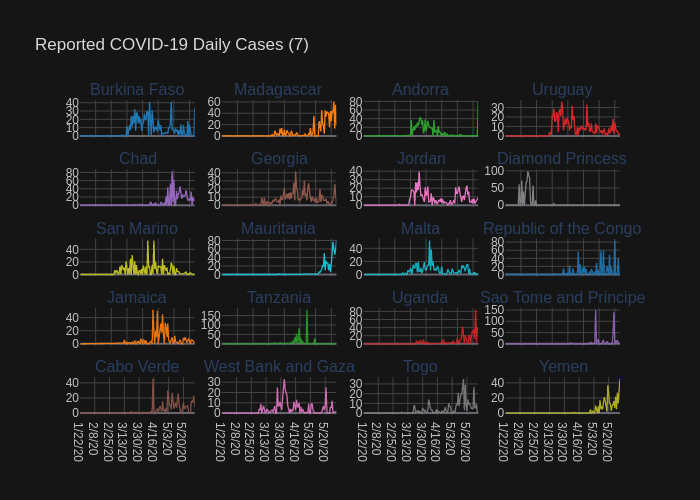 Reported COVID-19 Daily Cases (7)
Burkina Faso Madagascar Andorra Uruguay
40 30 20 10 0
60 40 20 0
80 60 40 20 0
30 20 10 0
Chad Georgia Jordan Diamond Princess
80 60 40 20 0
40 30 20 10 0
40 30 20 10 0
100 50 0
San Marino Mauritania Malta Republic of the Congo
40 20 0
80 60 40 20 0
40 20 0
80 60 40 20 0
Jamaica Tanzania Uganda Sao Tome and Principe
40 20 0
150 100 50 0
80 60 40 20 0
150 100 50 0
Cabo Verde West Bank and Gaza Togo Yemen
40 20 0
30 20 10 0
30 20 10 0
40 20 0
1/22/20 2/8/20 2/25/20 3/13/20 3/30/20 4/16/20 5/3/20 5/20/20
1/22/20 2/8/20 2/25/20 3/13/20 3/30/20 4/16/20 5/3/20 5/20/20
1/22/20 2/8/20 2/25/20 3/13/20 3/30/20 4/16/20 5/3/20 5/20/20
1/22/20 2/8/20 2/25/20 3/13/20 3/30/20 4/16/20 5/3/20 5/20/20